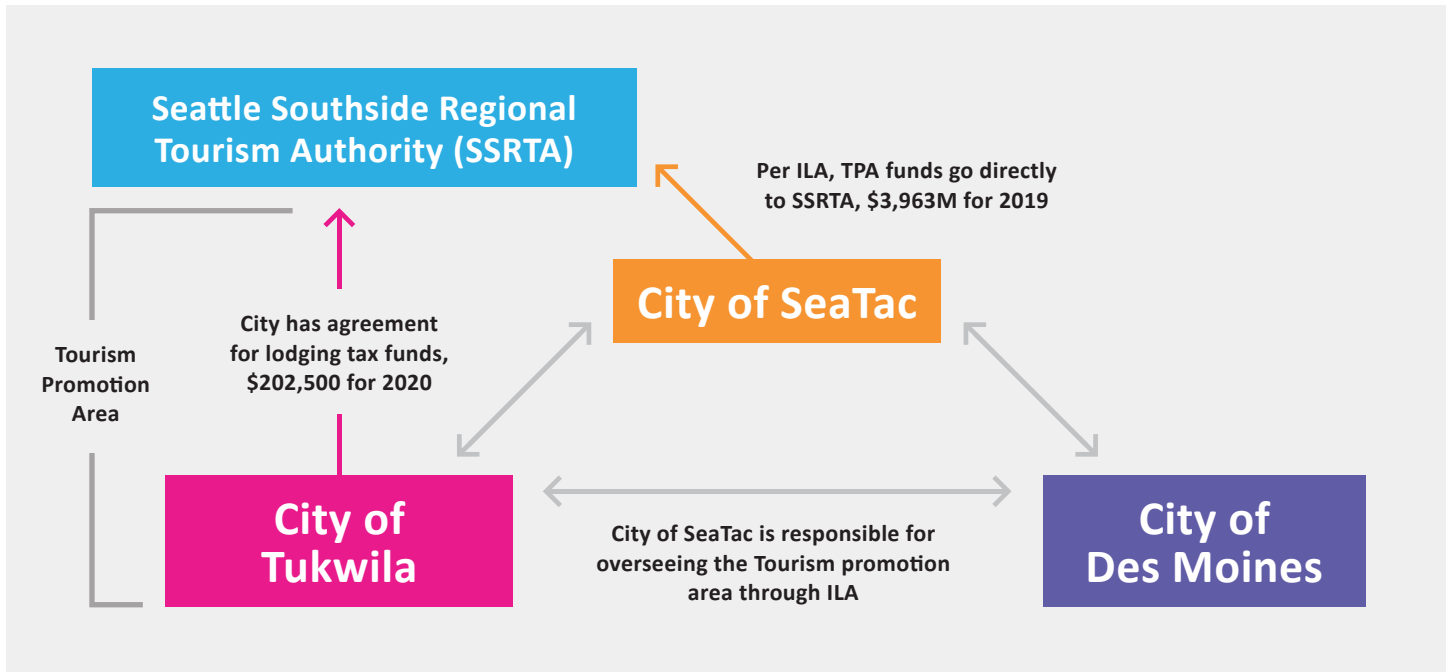 Seattle Southside Regional
Tourism Authority (SSRTA)
Per ILA, TPA funds go directly
to SSRTA, $3,963M for 2019
City of SeaTac
City has agreement
for lodging tax funds,
$202,500 for 2020
Tourism
Promotion
Area
City of
Tukwila
City of SeaTac is responsible for
overseeing the Tourism promotion
area through ILA
City of
Des Moines